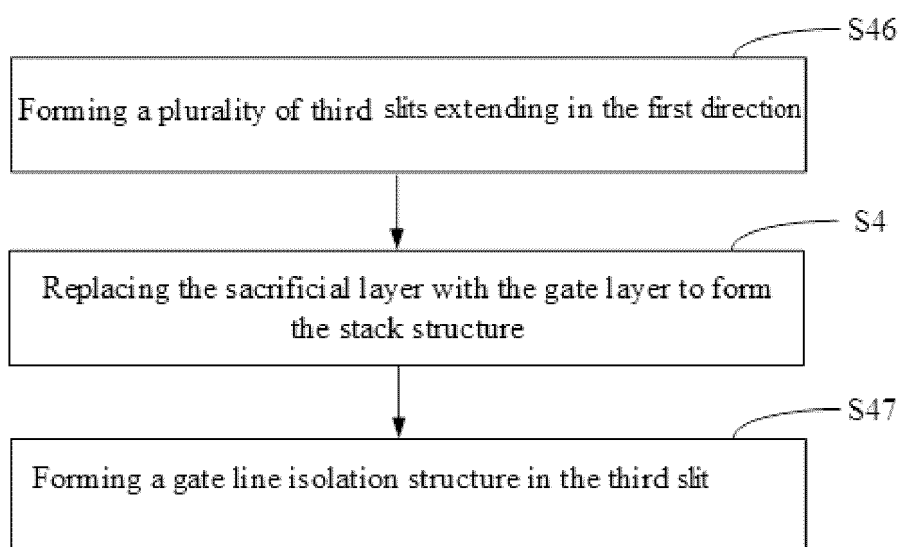 S46
Forming a plurality of third slits extending in the first direction
S4
Replacing the sacrificial layer with the gate layer to form
the stack structure
S47
Forming a gate line isolation structure in the third slit